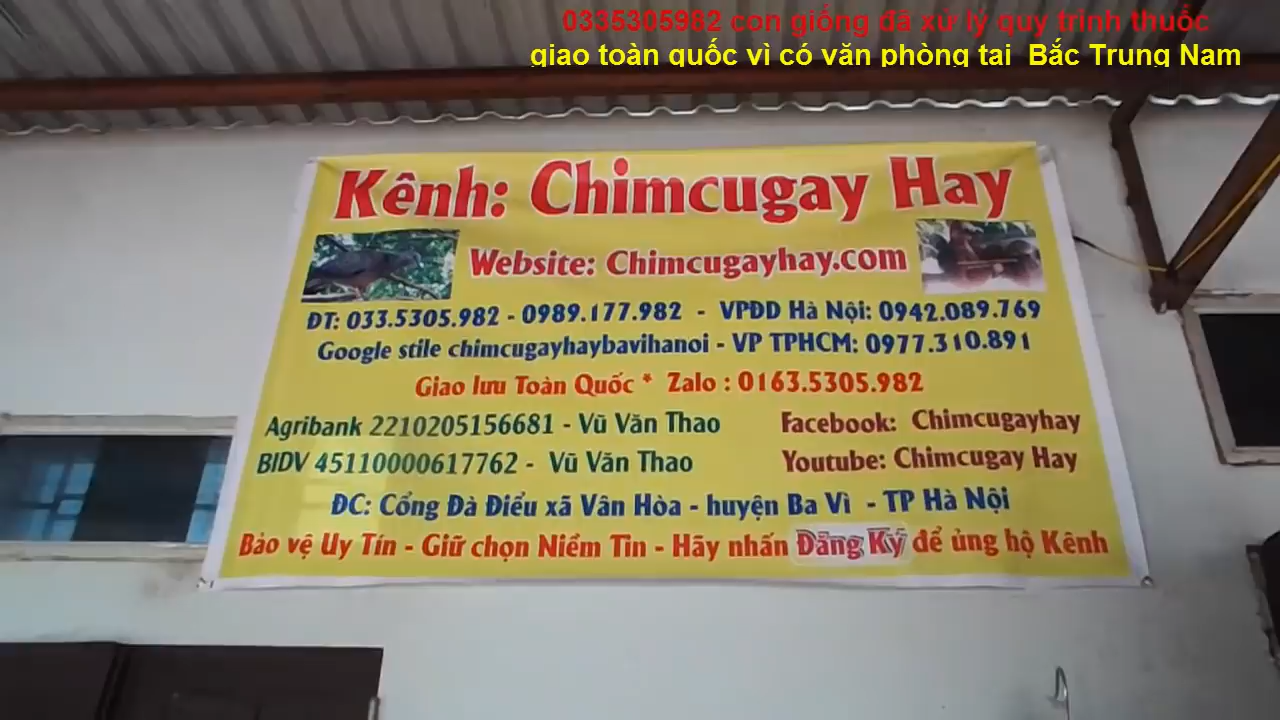 0335305982 con giống đã xử lý quy trình thuốc
giao toàn quốc vì có văn phòng tại Bắc Trung Nam
Kênh: Chimcugay Hay
Website: Chimcugayhay.com
ĐT: 033.5305.982 - 0989.177.982 - VPĐD Hà Nội: 0942.089.769
Google stile chimcugayhaybavihanoi - VP TPHCM: 0977.310.891
Giao lưu Toàn Quốc * Zalo : 0163.5305.982
Agribank 2210205156681 - Vũ Văn Thao Facebook: Chimcugayhay
BIDV 45110000617762 - Vũ Văn Thao Youtube: Chimcugay Hay
ĐC: Cổng Đà Điểu xã Vân Hòa - huyện Ba Vì - TP Hà Nội
Bảo vệ Uy Tín - Giữ chọn Niềm Tin - Hãy nhấn Đăng Ký để ủng hộ Kênh